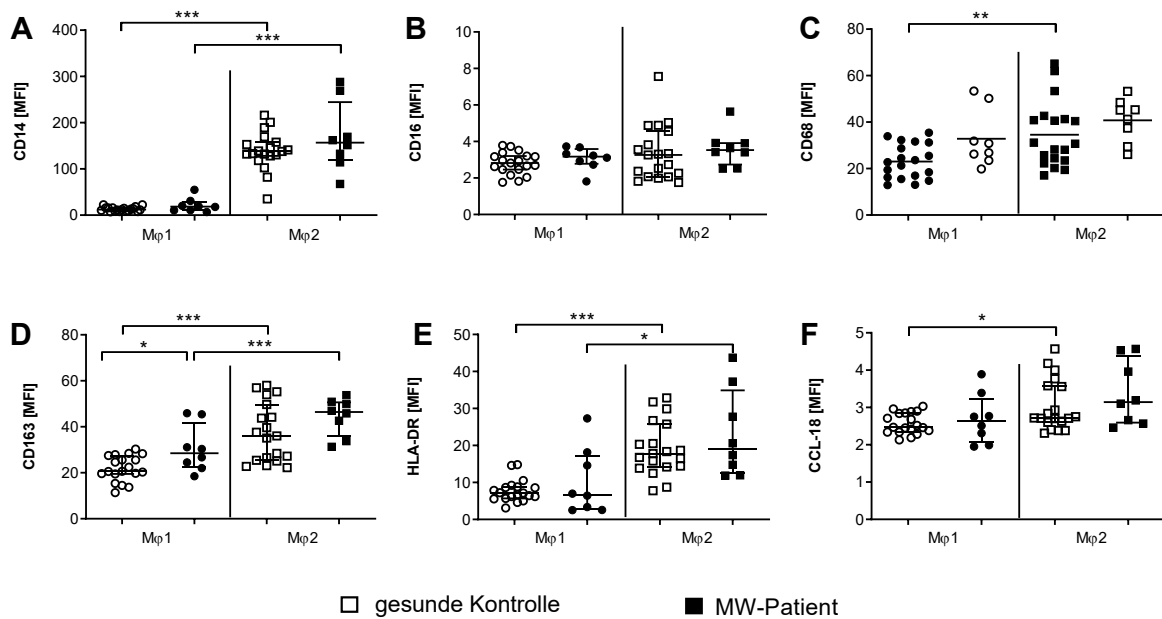 A
CD14 [MFI]
400
300
200
100
0
***
***
Mφ1
Mφ2
B
CD16 [MFI]
10
8
6
4
2
0
Mφ1
Mφ2
C
CD68 [MFI]
80
60
40
20
0
**
Mφ1
Mφ2
D
CD163 [MFI]
80
60
40
20
0
***
*
***
Mφ1
Mφ2
E
HLA-DR [MFI]
50
40
30
20
10
0
***
*
Mφ1
Mφ2
F
CCL-18 [MFI]
5
4
3
2
1
0
*
Mφ1
Mφ2
gesunde Kontrolle
MW-Patient